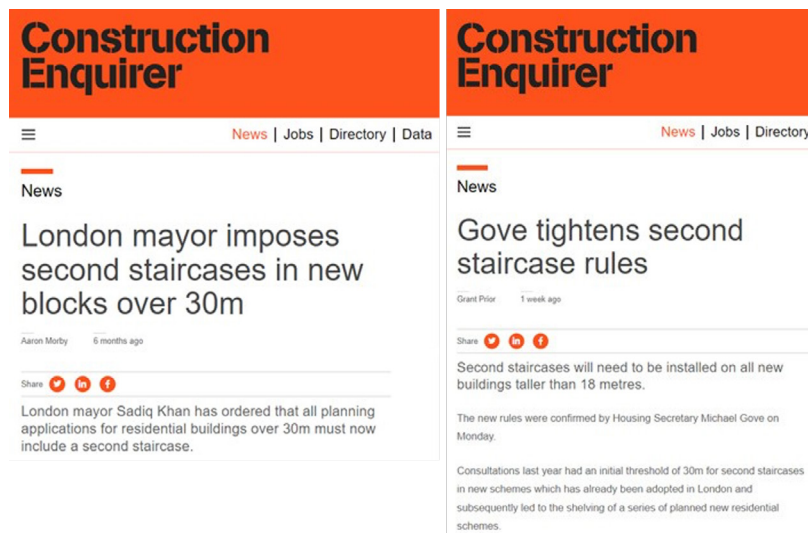 Construction
Enquirer
News | Jobs | Directory | Data
News
London mayor imposes
second staircases in new
blocks over 30m
Aaron Morby 6 months ago
Share
London mayor Sadiq Khan has ordered that all planning
applications for residential buildings over 30m must now
include a second staircase.
Construction
Enquirer
News | Jobs | Directory
News
Gove tightens second
staircase rules
Grant Prior 1 week ago
Share
Second staircases will need to be installed on all new
buildings taller than 18 metres.
The new rules were confirmed by Housing Secretary Michael Gove on
Monday.
Consultations last year had an initial threshold of 30m for second staircases
in new schemes which has already been adopted in London and
subsequently led to the shelving of a series of planned new residential
schemes.